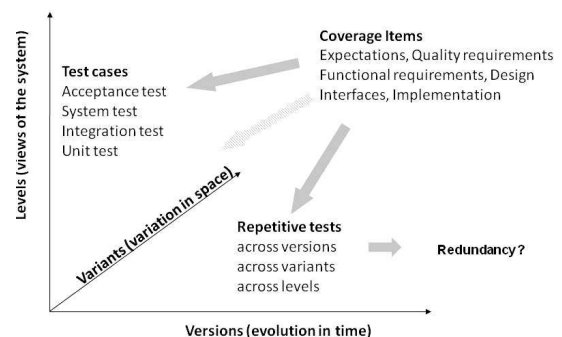 Levels (views of the system)
Test cases
Acceptance test
System test
Integration test
Unit test
Coverage Items
Expectations, Quality requirements
Functional requirements, Design
Interfaces, Implementation
Variants (variation in space)
Repetitive tests
across versions
across variants
across levels
Redundancy?
Versions (evolution in time)